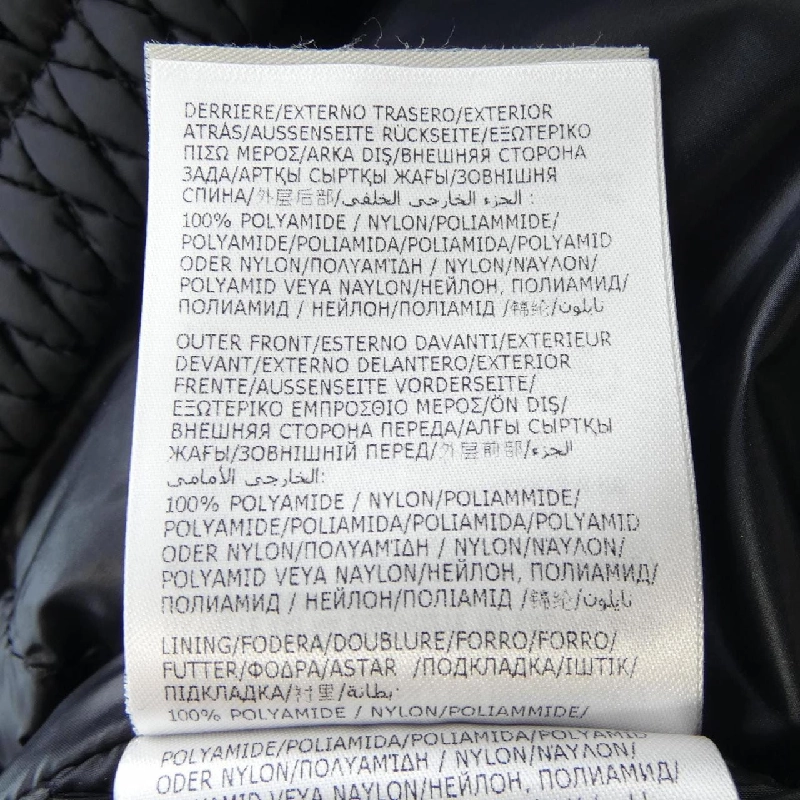 DERRIERE/EXTERNO TRASERO/EXTERIOR
ATRÁS/AUSSENSEITE RÜCKSEITE/ΕΞΩΤΕΡΙΚΟ
ΠΙΣΩ ΜΕΡΟΣ/ARKA DIŞ/ВНЕШНЯЯ СТОРОНА
ЗАДА/АРТҚЫ СЫРТҚЫ ЖАҒЫ/ЗОВНІШНЯ
СПИНА/外层后部/الجزء الخارجي الخلفي :
100% POLYAMIDE / NYLON/POLIAMMIDE/
POLYAMIDE/POLIAMIDA/POLIAMIDA/POLYAMID
ODER NYLON/ΠΟΛΥΑΜΙΔΗ / NYLON/ΝΑΥΛΟΝ/
POLYAMID VEYA NAYLON/НЕЙЛОН, ПОЛИАМИД/
ПОЛИАМИД / НЕЙЛОН/ПОЛІАМІД /锦纶/نايلون
OUTER FRONT/ESTERNO DAVANTI/EXTERIEUR
DEVANT/EXTERNO DELANTERO/EXTERIOR
FRENTE/AUSSENSEITE VORDERSEITE/
ΕΞΩΤΕΡΙΚΟ ΕΜΠΡΟΣΘΙΟ ΜΕΡΟΣ/ÖN DIŞ/
ВНЕШНЯЯ СТОРОНА ПЕРЕДА/АЛҒЫ СЫРТҚЫ
ЖАҒЫ/ЗОВНІШНІЙ ПЕРЕД/外层前部/الجزء
الخارجي الأمامي:
100% POLYAMIDE / NYLON/POLIAMMIDE/
POLYAMIDE/POLIAMIDA/POLIAMIDA/POLYAMID
ODER NYLON/ΠΟΛΥΑΜΊΔΗ / NYLON/ΝΆΥΛΟΝ/
POLYAMID VEYA NAYLON/НЕЙЛОН, ПОЛИАМИД/
ПОЛИАМИД / НЕЙЛОН/ПОЛІАМІД /锦纶/نايلون
LINING/FODERA/DOUBLURE/FORRO/FORRO/
FUTTER/ΦΟΔΡΑ/ASTAR /ПОДКЛАДКА/ІШТІК/
ПІДКЛАДКА/衬里/بطانة:
100% POLYAMIDE / NYLON/POLIAMMIDE/
POLYAMIDE/POLIAMIDA/POLIAMIDA/POLYAMID
ODER NYLON/ΠΟΛΥΑΜΊΔΗ / NYLON/ΝΑΥΛΟΝ/
POLYAMID VEYA NAYLON/НЕЙЛОН, ПОЛИАМИД/